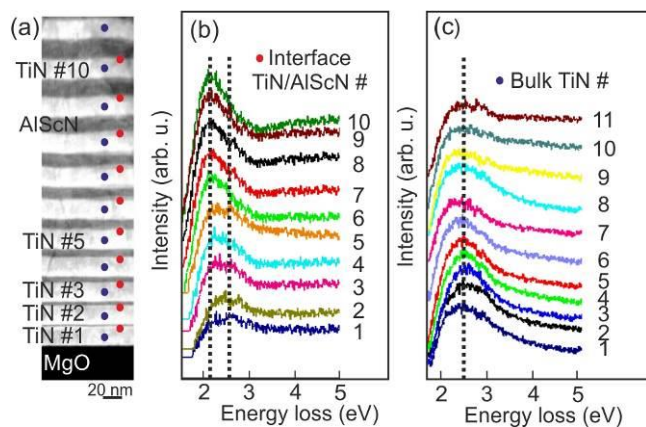 (a)
TiN #10
AlScN
TiN #5
TiN #3
TiN #2
TiN #1
MgO
20 nm
(b)
Interface
TiN/AlScN #
Intensity (arb. u.)
10
9
8
7
6
5
4
3
2
1
2 3 4 5
Energy loss (eV)
(c)
Bulk TiN #
Intensity (arb. u.)
11
10
9
8
7
6
5
4
3
2
1
2 3 4 5
Energy loss (eV)